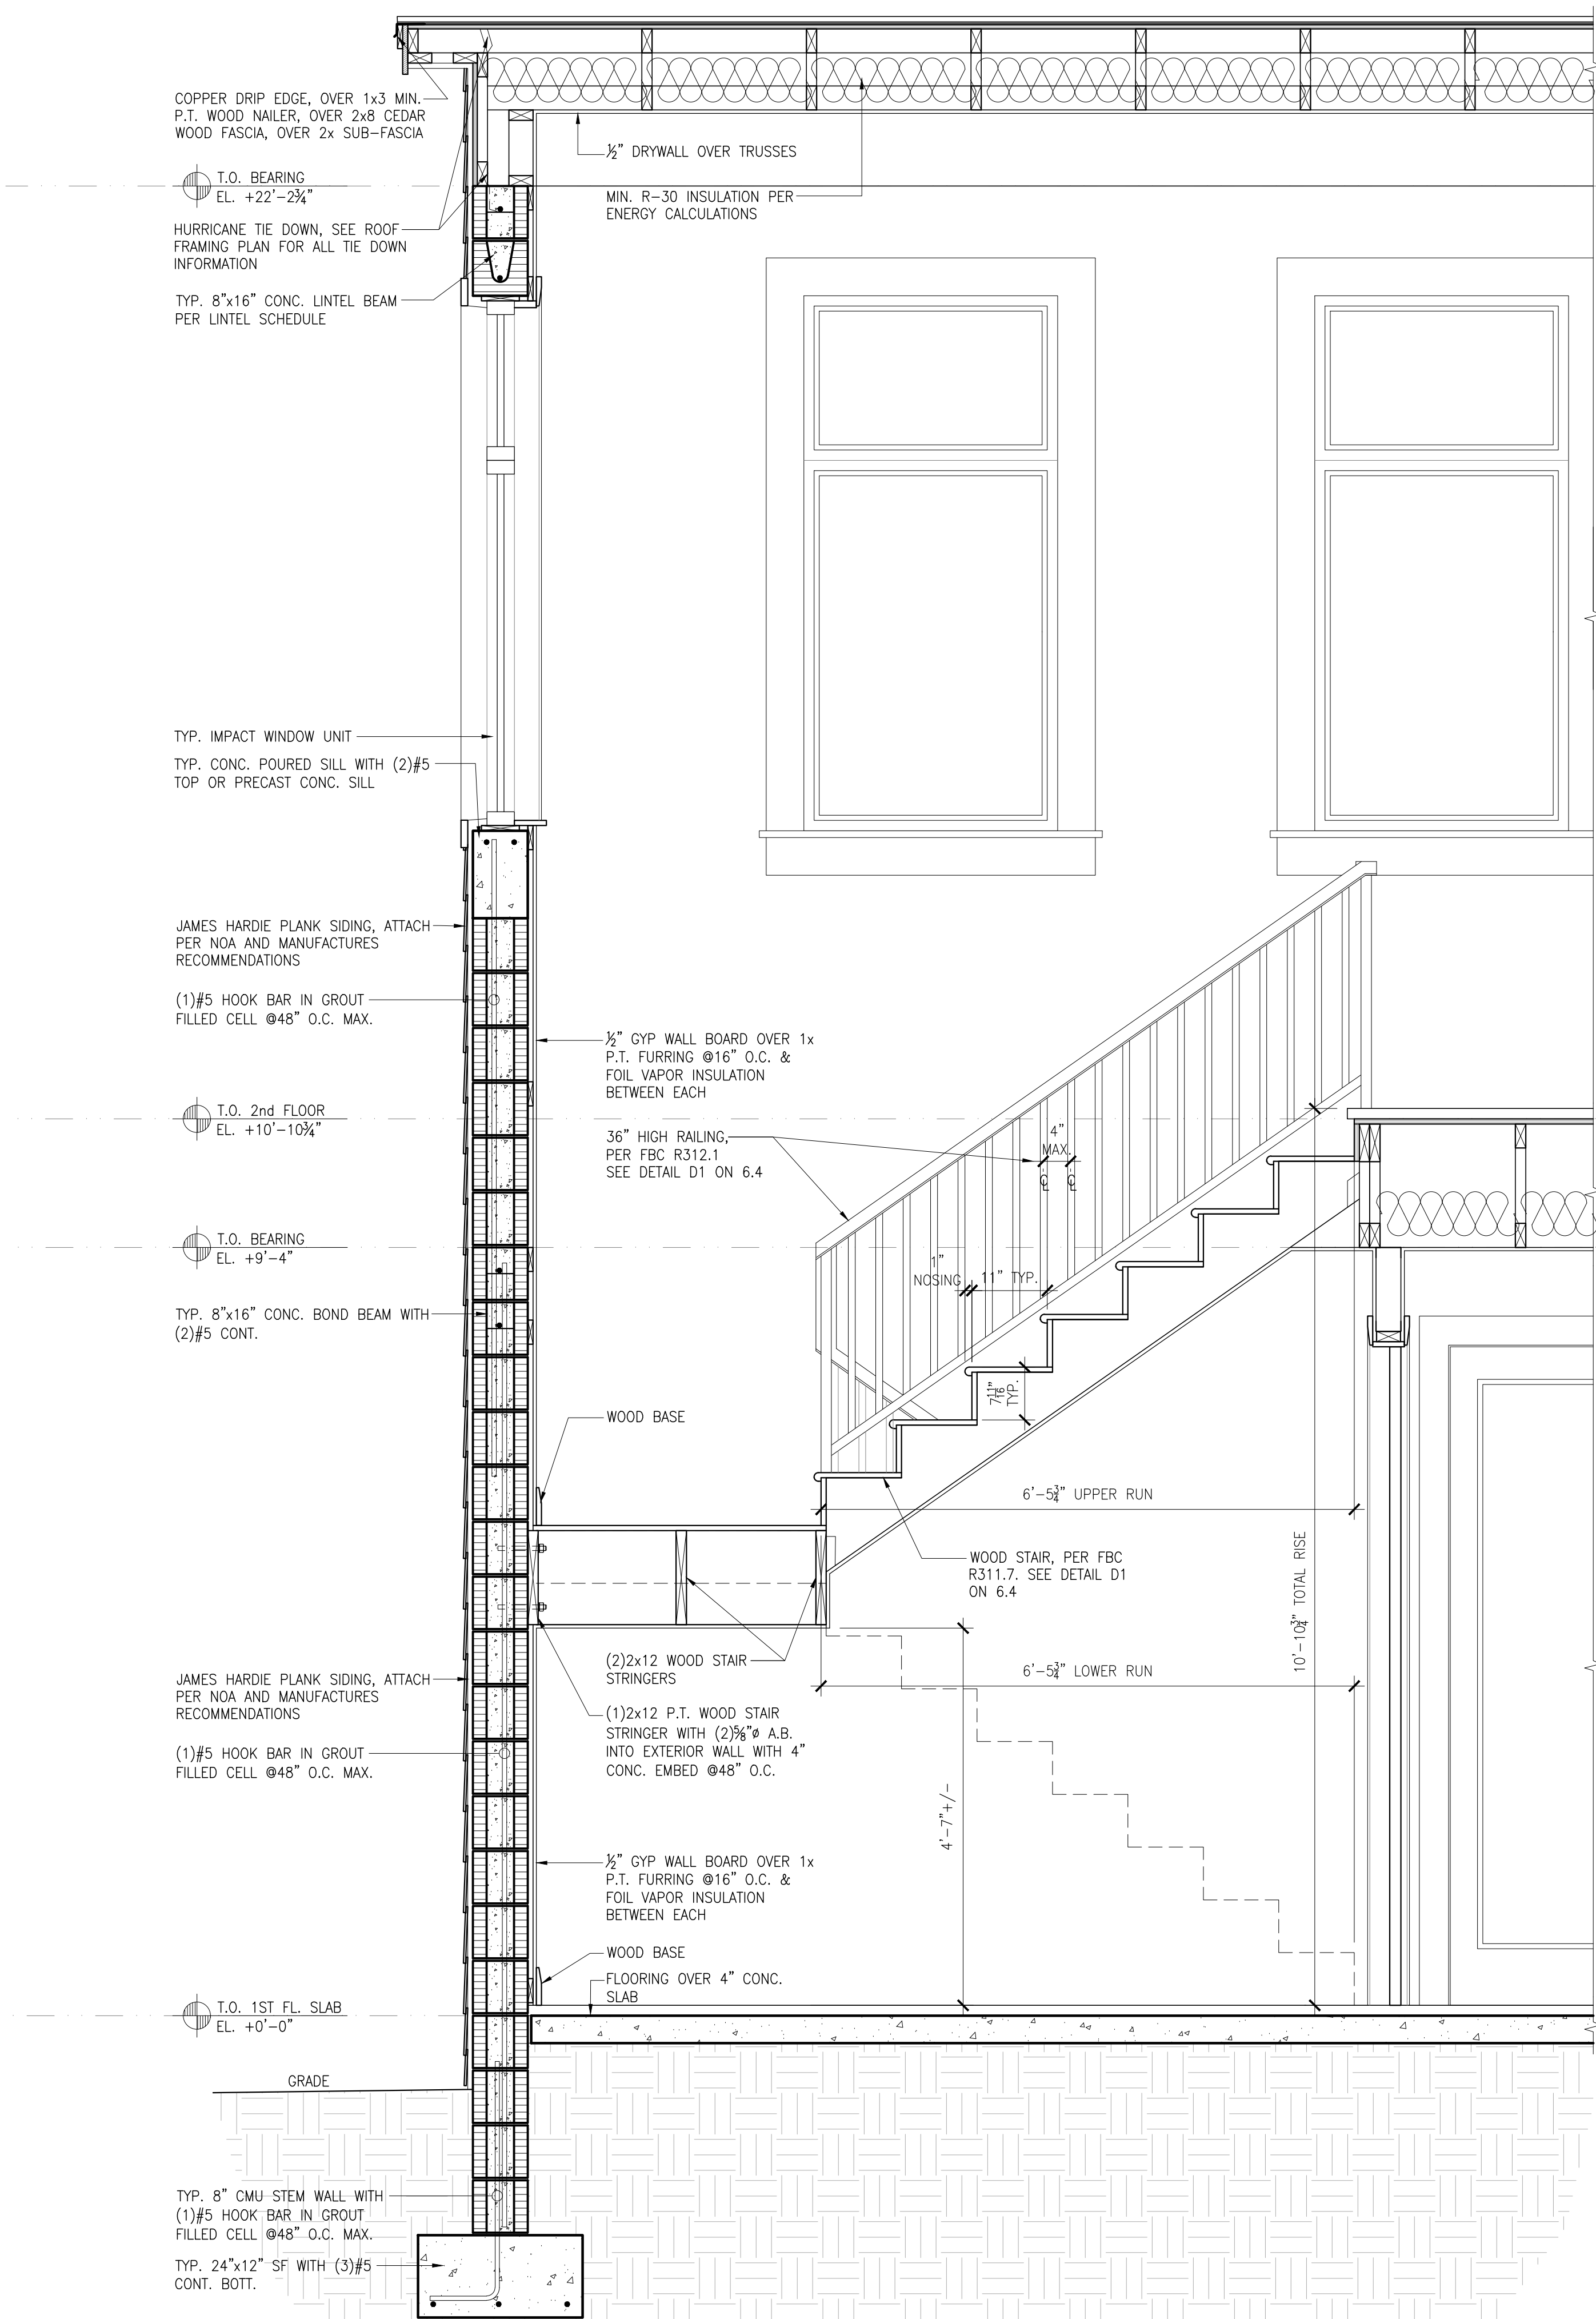 COPPER DRIP EDGE, OVER 1x3 MIN.
P.T. WOOD NAILER, OVER 2x8 CEDAR
WOOD FASCIA, OVER 2x SUB-FASCIA
½" DRYWALL OVER TRUSSES
T.O. BEARING
EL. +22'-2¾"
MIN. R-30 INSULATION PER
ENERGY CALCULATIONS
HURRICANE TIE DOWN, SEE ROOF
FRAMING PLAN FOR ALL TIE DOWN
INFORMATION
TYP. 8"x16" CONC. LINTEL BEAM
PER LINTEL SCHEDULE
TYP. IMPACT WINDOW UNIT
TYP. CONC. POURED SILL WITH (2)#5
TOP OR PRECAST CONC. SILL
JAMES HARDIE PLANK SIDING, ATTACH
PER NOA AND MANUFACTURES
RECOMMENDATIONS
(1)#5 HOOK BAR IN GROUT
FILLED CELL @48" O.C. MAX.
½" GYP WALL BOARD OVER 1x
P.T. FURRING @16" O.C. &
FOIL VAPOR INSULATION
BETWEEN EACH
T.O. 2nd FLOOR
EL. +10'-10¾"
36" HIGH RAILING,
PER FBC R312.1
SEE DETAIL D1 ON 6.4
4"
MAX.
℄
℄
T.O. BEARING
EL. +9'-4"
1"
NOSING
11" TYP.
TYP. 8"x16" CONC. BOND BEAM WITH
(2)#5 CONT.
7 11/16"
TYP.
WOOD BASE
6'-5¾" UPPER RUN
WOOD STAIR, PER FBC
R311.7. SEE DETAIL D1
ON 6.4
10'-10¾" TOTAL RISE
(2)2x12 WOOD STAIR
STRINGERS
6'-5¾" LOWER RUN
JAMES HARDIE PLANK SIDING, ATTACH
PER NOA AND MANUFACTURES
RECOMMENDATIONS
(1)2x12 P.T. WOOD STAIR
STRINGER WITH (2)⅝"ø A.B.
INTO EXTERIOR WALL WITH 4"
CONC. EMBED @48" O.C.
(1)#5 HOOK BAR IN GROUT
FILLED CELL @48" O.C. MAX.
4'-7"+/-
½" GYP WALL BOARD OVER 1x
P.T. FURRING @16" O.C. &
FOIL VAPOR INSULATION
BETWEEN EACH
WOOD BASE
FLOORING OVER 4" CONC.
SLAB
T.O. 1ST FL. SLAB
EL. +0'-0"
GRADE
TYP. 8" CMU STEM WALL WITH
(1)#5 HOOK BAR IN GROUT
FILLED CELL @48" O.C. MAX.
TYP. 24"x12" SF WITH (3)#5
CONT. BOTT.